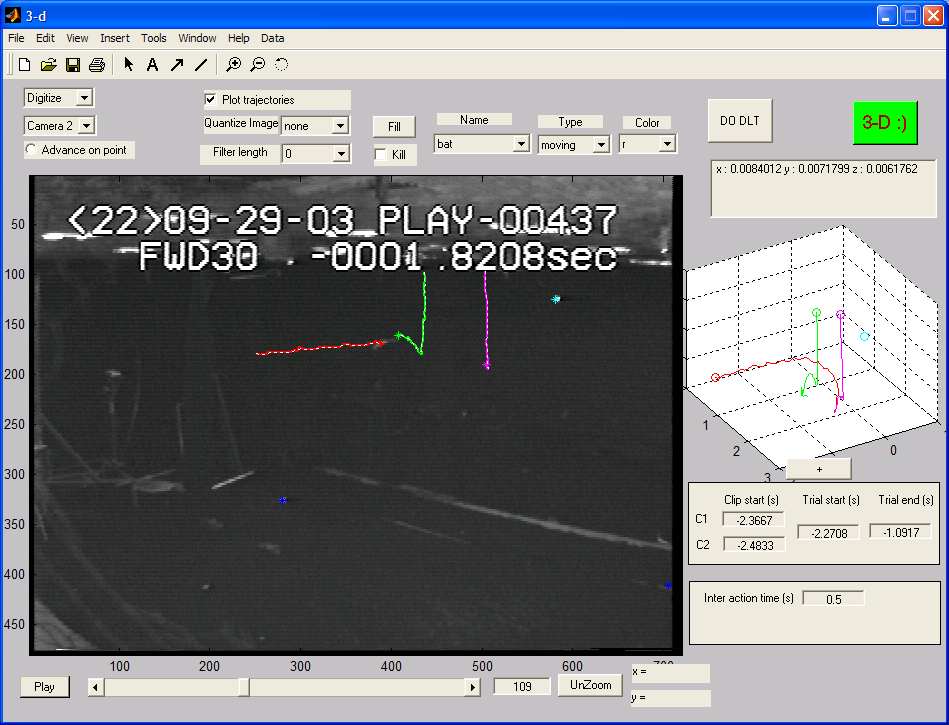 3-d
File Edit View Insert Tools Window Help Data
Digitize
Camera 2
Advance on point
Plot trajectories
Quantize Image none
Filter length 0
Fill
Kill
Name
bat
Type
moving
Color
r
DO DLT
3-D :)
x : 0.0084012 y : 0.0071799 z : 0.0061762
<22>09-29-03 PLAY-00437
FWD30 -0001.8208sec
50
100
150
200
250
300
350
400
450
100 200 300 400 500 600
1
2
3
0
+
Clip start (s) Trial start (s) Trial end (s)
C1 -2.3667
-2.2708 -1.0917
C2 -2.4833
Inter action time (s) 0.5
Play
109
UnZoom
x =
y =